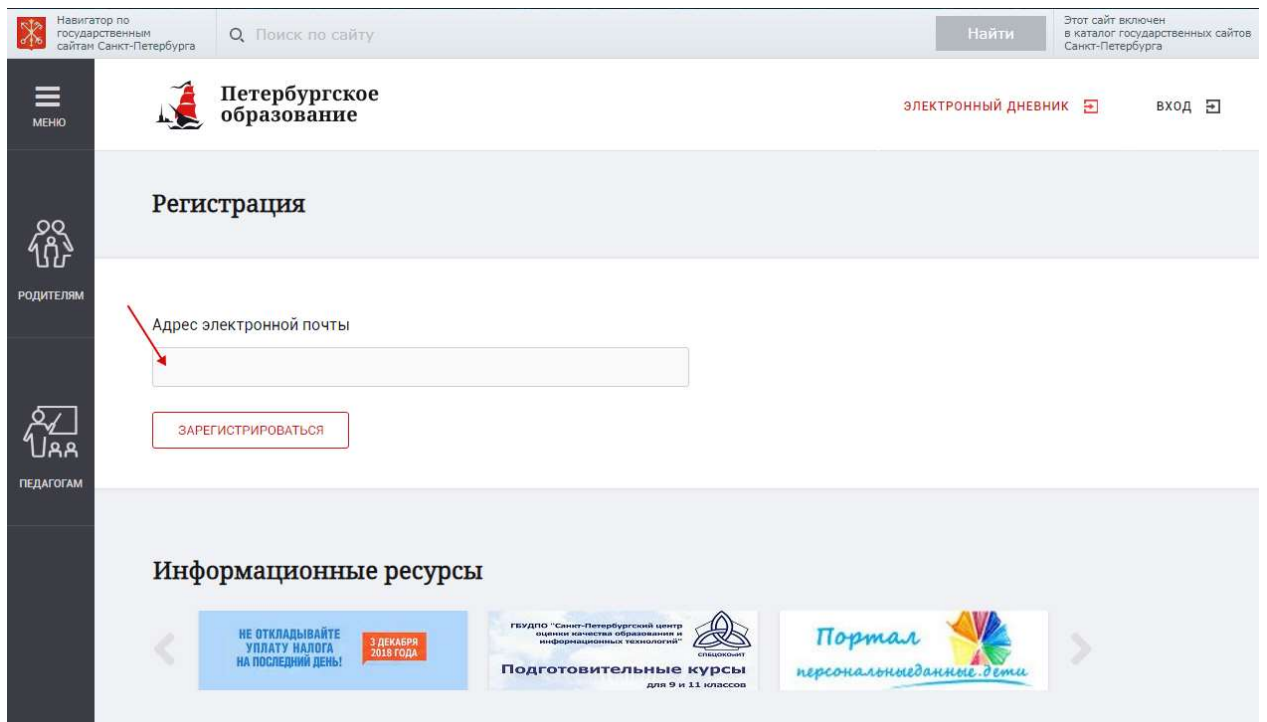 Навигатор по
государственным
сайтам Санкт-Петербурга
Поиск по сайту
Найти
Этот сайт включен
в каталог государственных сайтов
Санкт-Петербурга
МЕНЮ
Петербургское
образование
ЭЛЕКТРОННЫЙ ДНЕВНИК
ВХОД
Регистрация
РОДИТЕЛЯМ
Адрес электронной почты
ЗАРЕГИСТРИРОВАТЬСЯ
ПЕДАГОГАМ
Информационные ресурсы
НЕ ОТКЛАДЫВАЙТЕ
УПЛАТУ НАЛОГА
НА ПОСЛЕДНИЙ ДЕНЬ!
3 ДЕКАБРЯ
2018 ГОДА
ГБУДПО "Санкт-Петербургский центр
оценки качества образования и
информационных технологий"
СПБЦОКОИИТ
Подготовительные курсы
для 9 и 11 классов
Портал
персональныеданные.дети